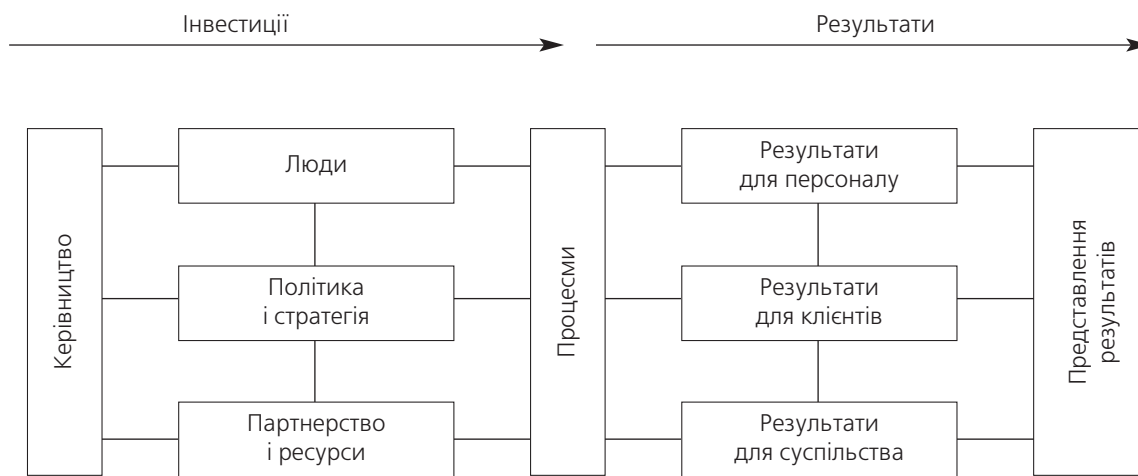 Інвестиції
Результати
Керівництво
Люди
Політика
і стратегія
Партнерство
і ресурси
Процесми
Результати
для персоналу
Результати
для клієнтів
Результати
для суспільства
Представлення
результатів